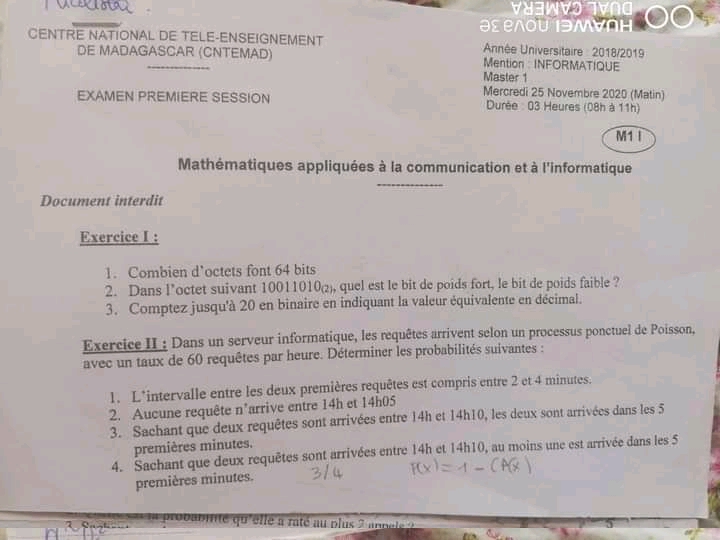 CENTRE NATIONAL DE TELE-ENSEIGNEMENT
DE MADAGASCAR (CNTEMAD)
--------------
EXAMEN PREMIERE SESSION
HUAWEI nova 3e
DUAL CAMERA
Année Universitaire : 2018/2019
Mention : INFORMATIQUE
Master 1
Mercredi 25 Novembre 2020 (Matin)
Durée : 03 Heures (08h à 11h)
M1 I
Mathématiques appliquées à la communication et à l'informatique
--------------
Document interdit
Exercice I :
1. Combien d'octets font 64 bits
2. Dans l'octet suivant 10011010(2), quel est le bit de poids fort, le bit de poids faible ?
3. Comptez jusqu'à 20 en binaire en indiquant la valeur équivalente en décimal.
Exercice II : Dans un serveur informatique, les requêtes arrivent selon un processus ponctuel de Poisson,
avec un taux de 60 requêtes par heure. Déterminer les probabilités suivantes :
1. L'intervalle entre les deux premières requêtes est compris entre 2 et 4 minutes.
2. Aucune requête n'arrive entre 14h et 14h05
3. Sachant que deux requêtes sont arrivées entre 14h et 14h10, les deux sont arrivées dans les 5
premières minutes.
4. Sachant que deux requêtes sont arrivées entre 14h et 14h10, au moins une est arrivée dans les 5
premières minutes.
3/4
P(x) = 1 - (A(x)
la probabilité qu'elle a raté au plus 2 appels ?